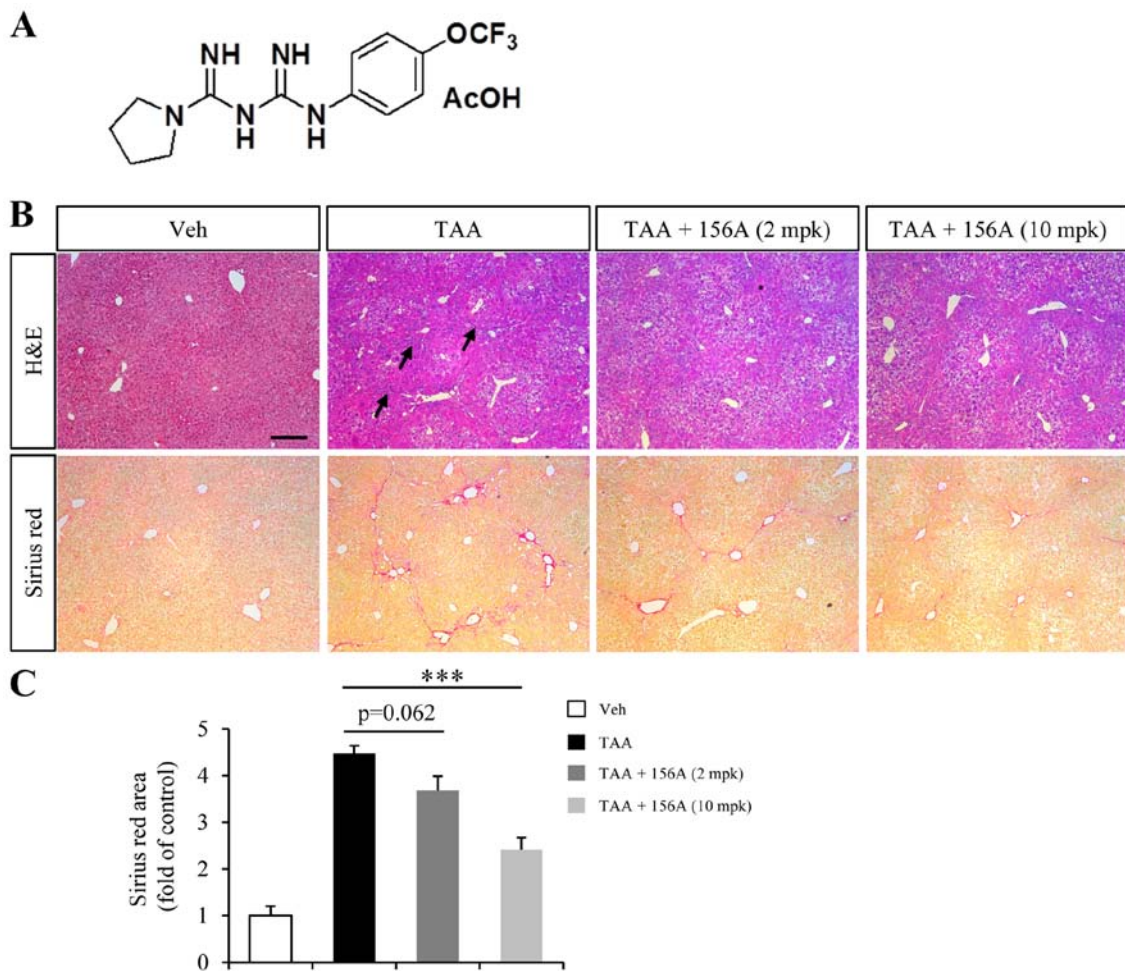 A
NH
NH
OCF3
N
N
H
N
H
AcOH
B
Veh
TAA
TAA + 156A (2 mpk)
TAA + 156A (10 mpk)
H&E
Sirius red
C
***
p=0.062
Sirius red area
(fold of control)
5
4
3
2
1
0
Veh
TAA
TAA + 156A (2 mpk)
TAA + 156A (10 mpk)